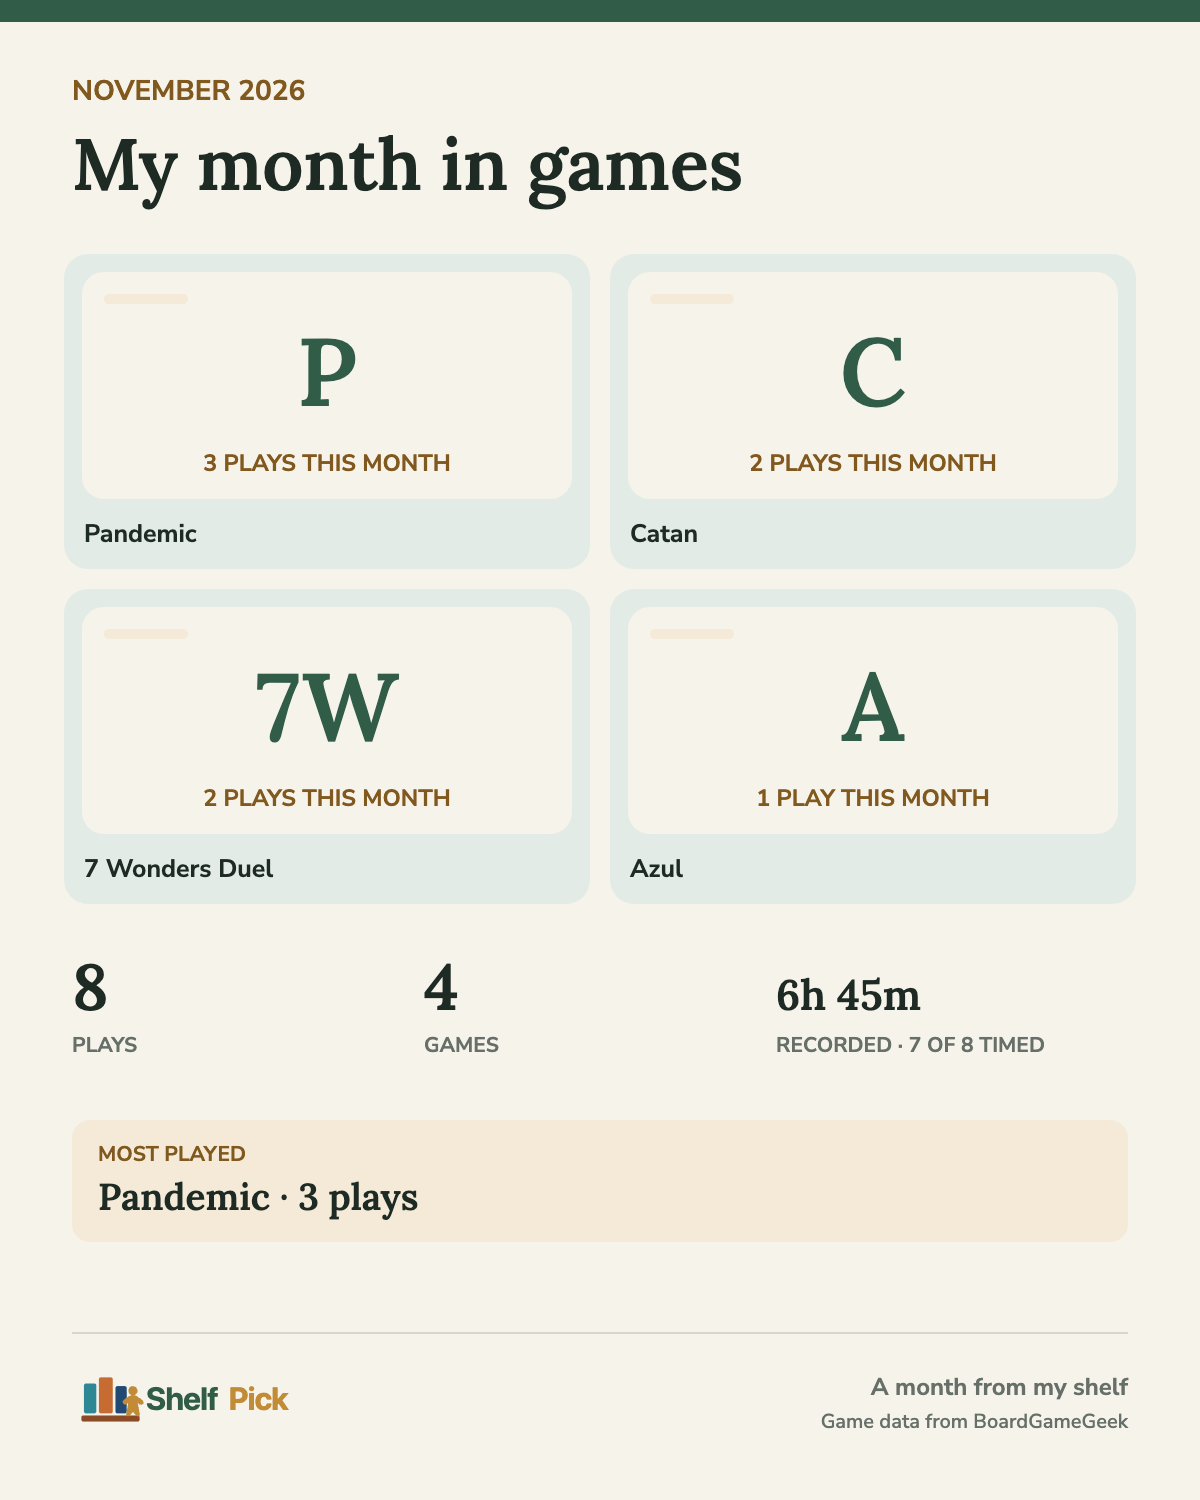 NOVEMBER 2026
My month in games
P
3 PLAYS THIS MONTH
Pandemic
C
2 PLAYS THIS MONTH
Catan
7W
2 PLAYS THIS MONTH
7 Wonders Duel
A
1 PLAY THIS MONTH
Azul
8
PLAYS
4
GAMES
6h 45m
RECORDED · 7 OF 8 TIMED
MOST PLAYED
Pandemic · 3 plays
Shelf Pick
A month from my shelf
Game data from BoardGameGeek